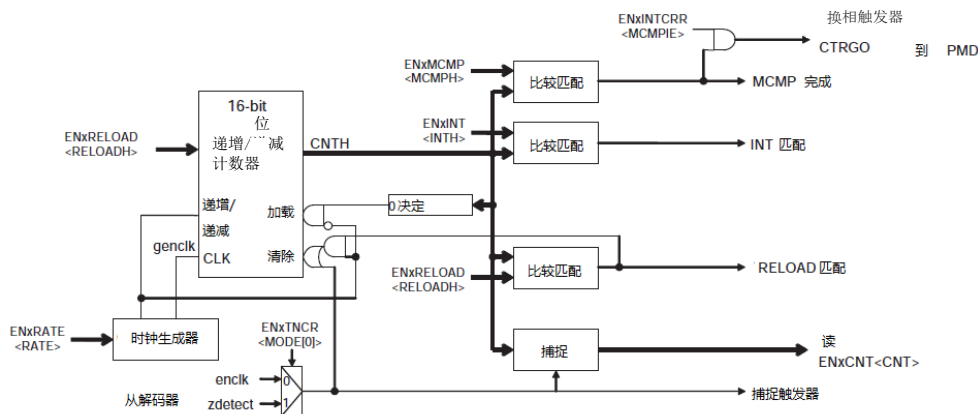 ENxINTCRR
<MCMPIE>
换相触发器
CTRGO 到 PMD
ENxMCMP
<MCMPH>
比较匹配
MCMP 完成
16-bit
位
递增/递减
计数器
ENxRELOAD
<RELOADH>
CNTH
ENxINT
<INTH>
比较匹配
INT 匹配
递增/
递减
加载
0 决定
genclk
CLK
清除
ENxRELOAD
<RELOADH>
比较匹配
RELOAD 匹配
ENxRATE
<RATE>
时钟生成器
ENxTNCR
<MODE[0]>
捕捉
读
ENxCNT<CNT>
enclk
0
从解码器
zdetect
1
捕捉触发器